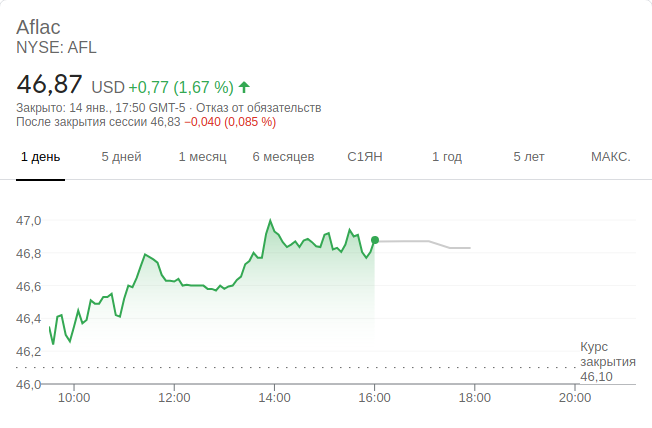 Aflac
NYSE: AFL
46,87 USD +0,77 (1,67 %)
Закрыто: 14 янв., 17:50 GMT-5 · Отказ от обязательств
После закрытия сессии 46,83 −0,040 (0,085 %)
1 день 5 дней 1 месяц 6 месяцев С1ЯН 1 год 5 лет МАКС.
47,0
46,8
46,6
46,4
46,2
46,0
Курс
закрытия
46,10
10:00 12:00 14:00 16:00 18:00 20:00